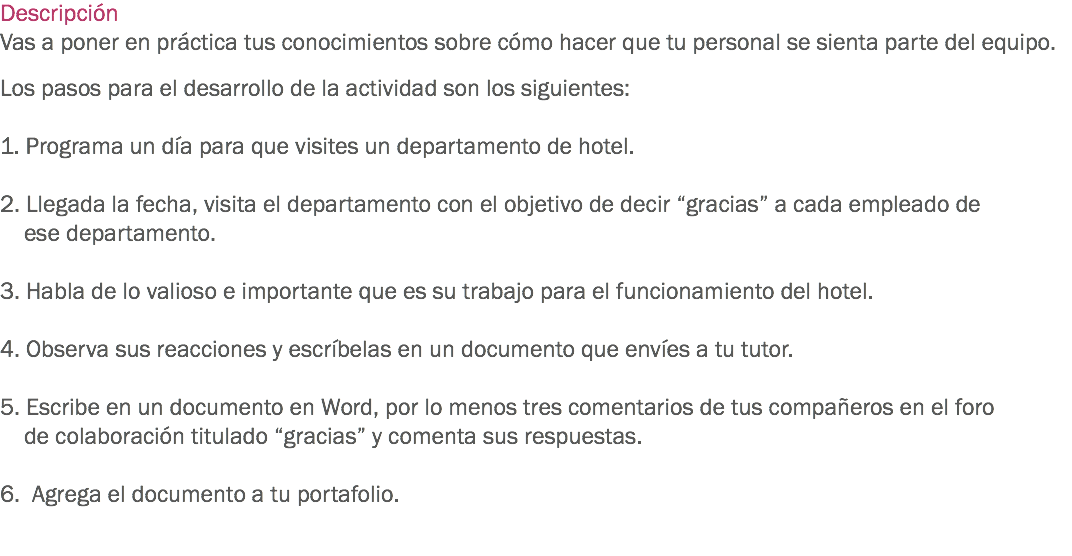 Descripción
Vas a poner en práctica tus conocimientos sobre cómo hacer que tu personal se sienta parte del equipo.
Los pasos para el desarrollo de la actividad son los siguientes:
1. Programa un día para que visites un departamento de hotel.
2. Llegada la fecha, visita el departamento con el objetivo de decir “gracias” a cada empleado de
ese departamento.
3. Habla de lo valioso e importante que es su trabajo para el funcionamiento del hotel.
4. Observa sus reacciones y escríbelas en un documento que envíes a tu tutor.
5. Escribe en un documento en Word, por lo menos tres comentarios de tus compañeros en el foro
de colaboración titulado “gracias” y comenta sus respuestas.
6. Agrega el documento a tu portafolio.